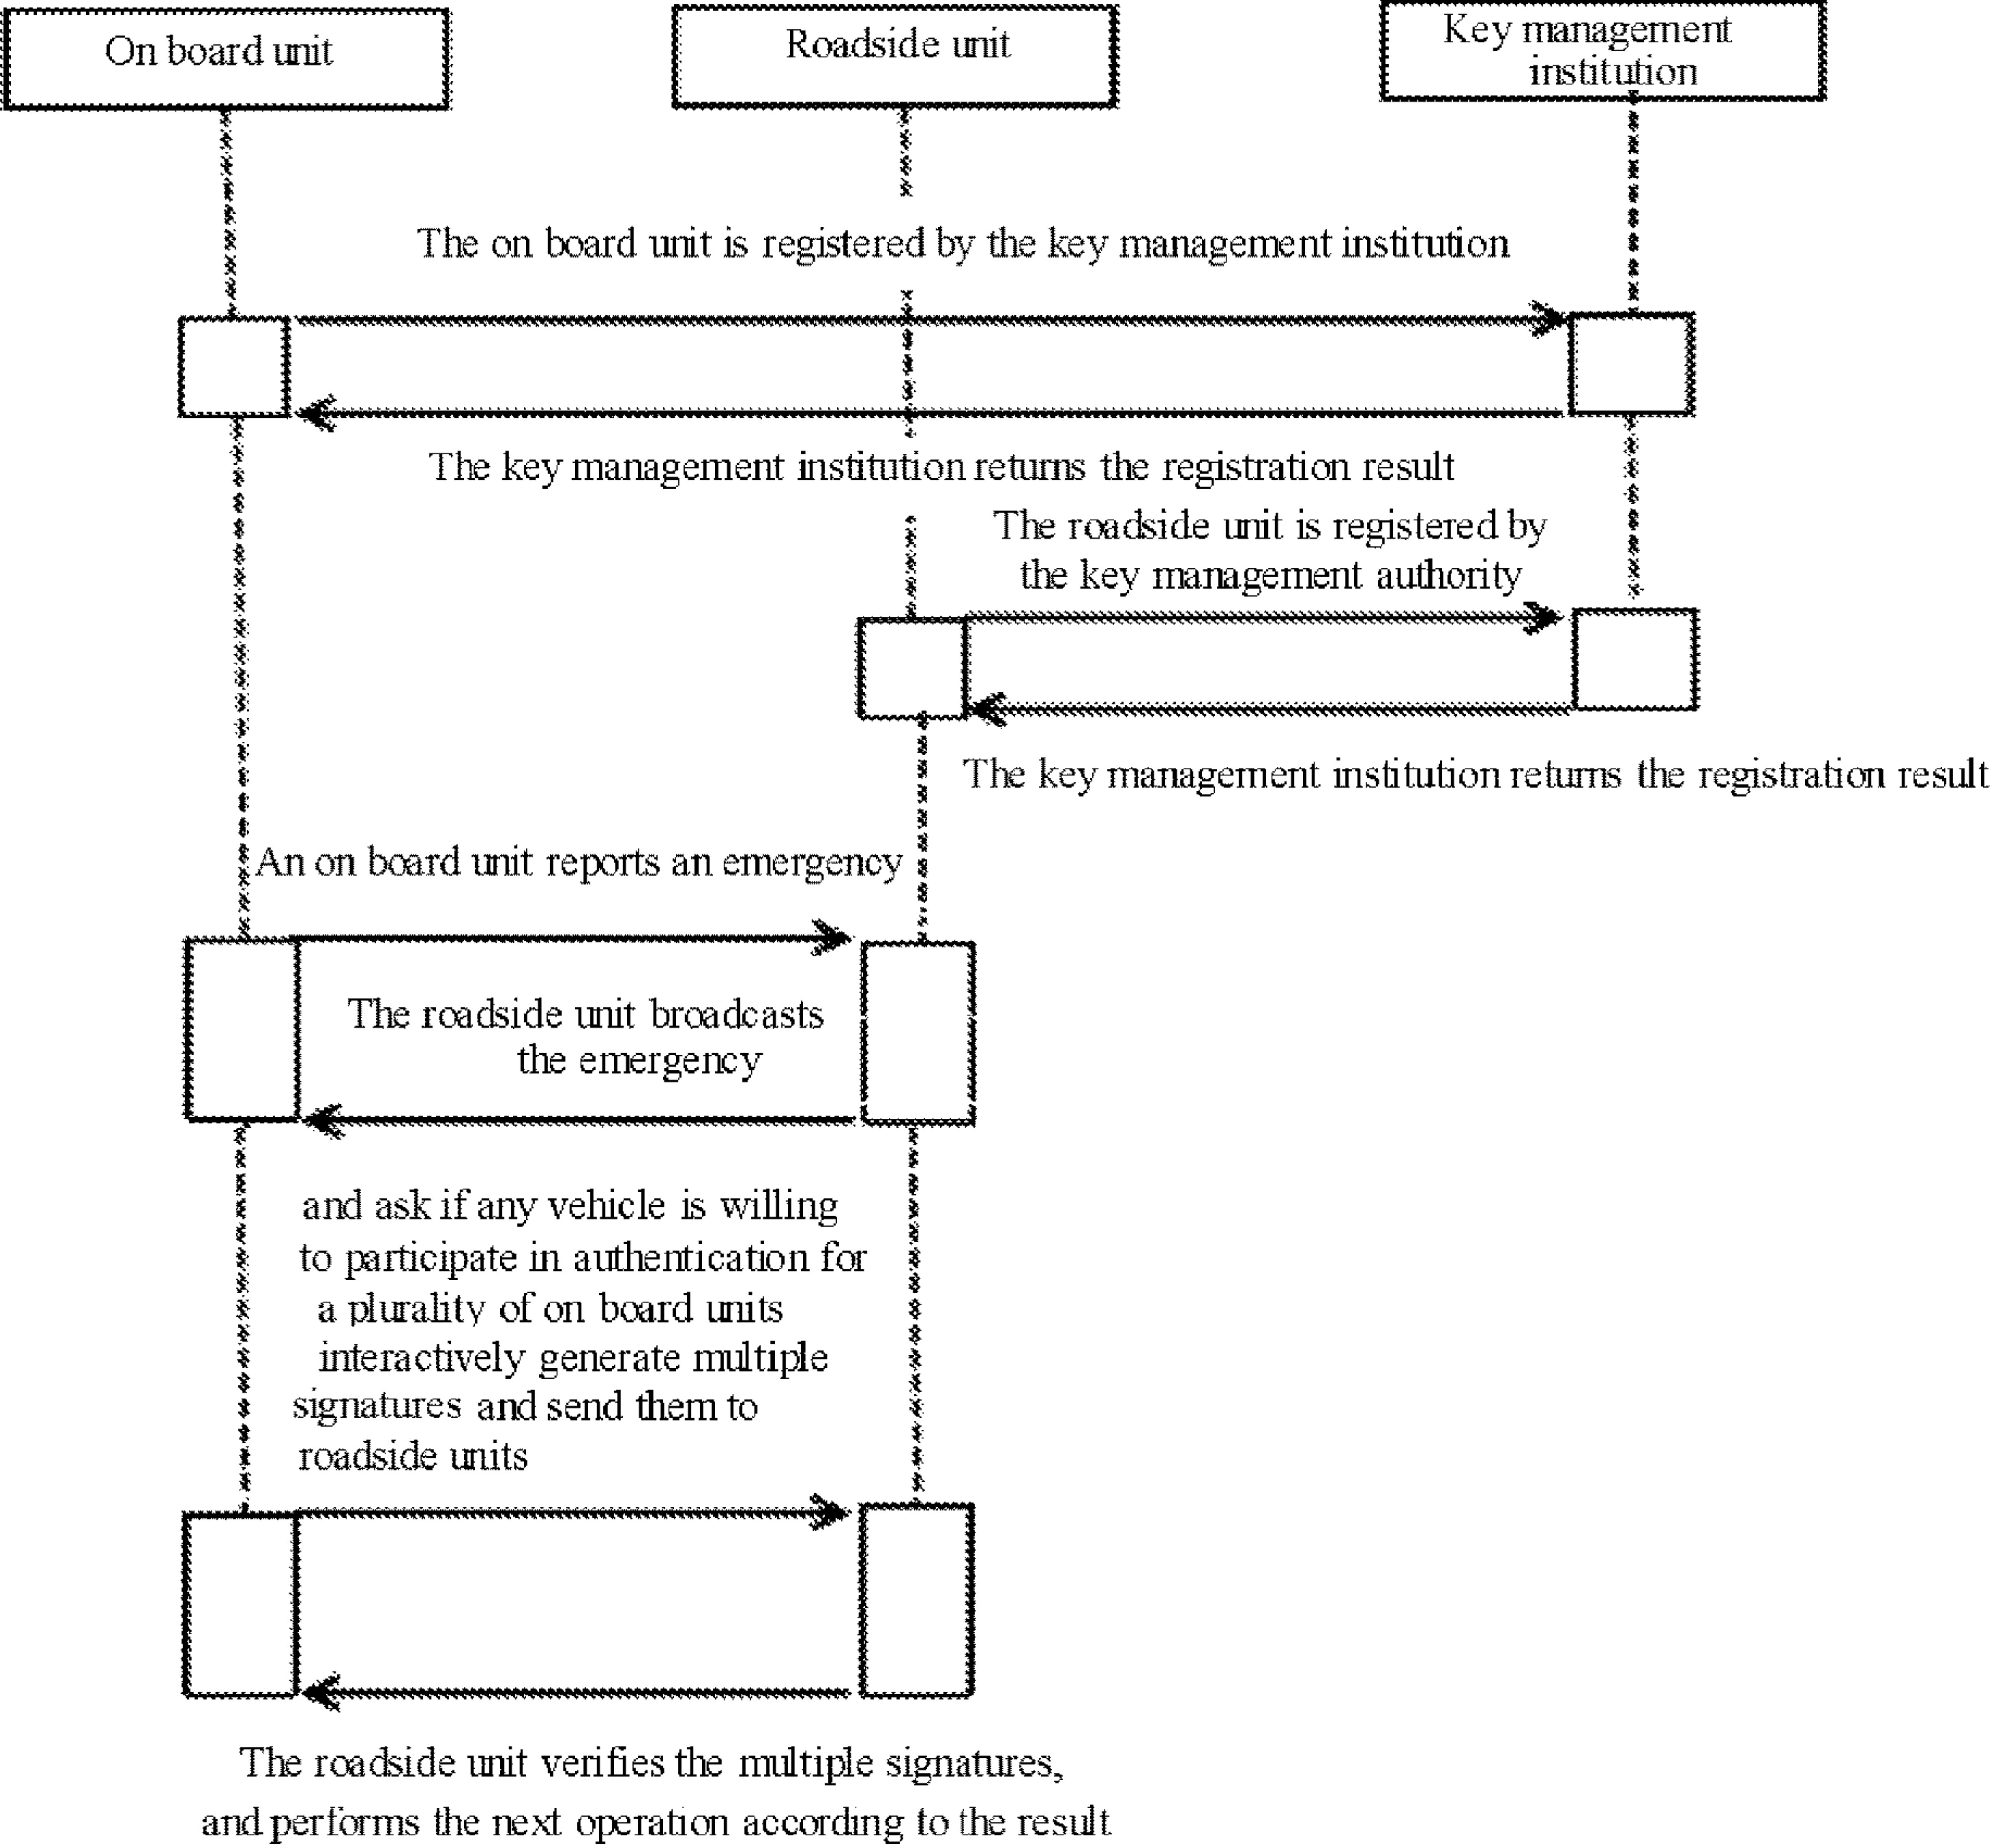 On board unit
Roadside unit
Key management
institution
The on board unit is registered by the key management institution
The key management institution returns the registration result
The roadside unit is registered by
the key management authority
The key management institution returns the registration result
An on board unit reports an emergency
The roadside unit broadcasts
the emergency
and ask if any vehicle is willing
to participate in authentication for
a plurality of on board units
interactively generate multiple
signatures and send them to
roadside units
The roadside unit verifies the multiple signatures,
and performs the next operation according to the result